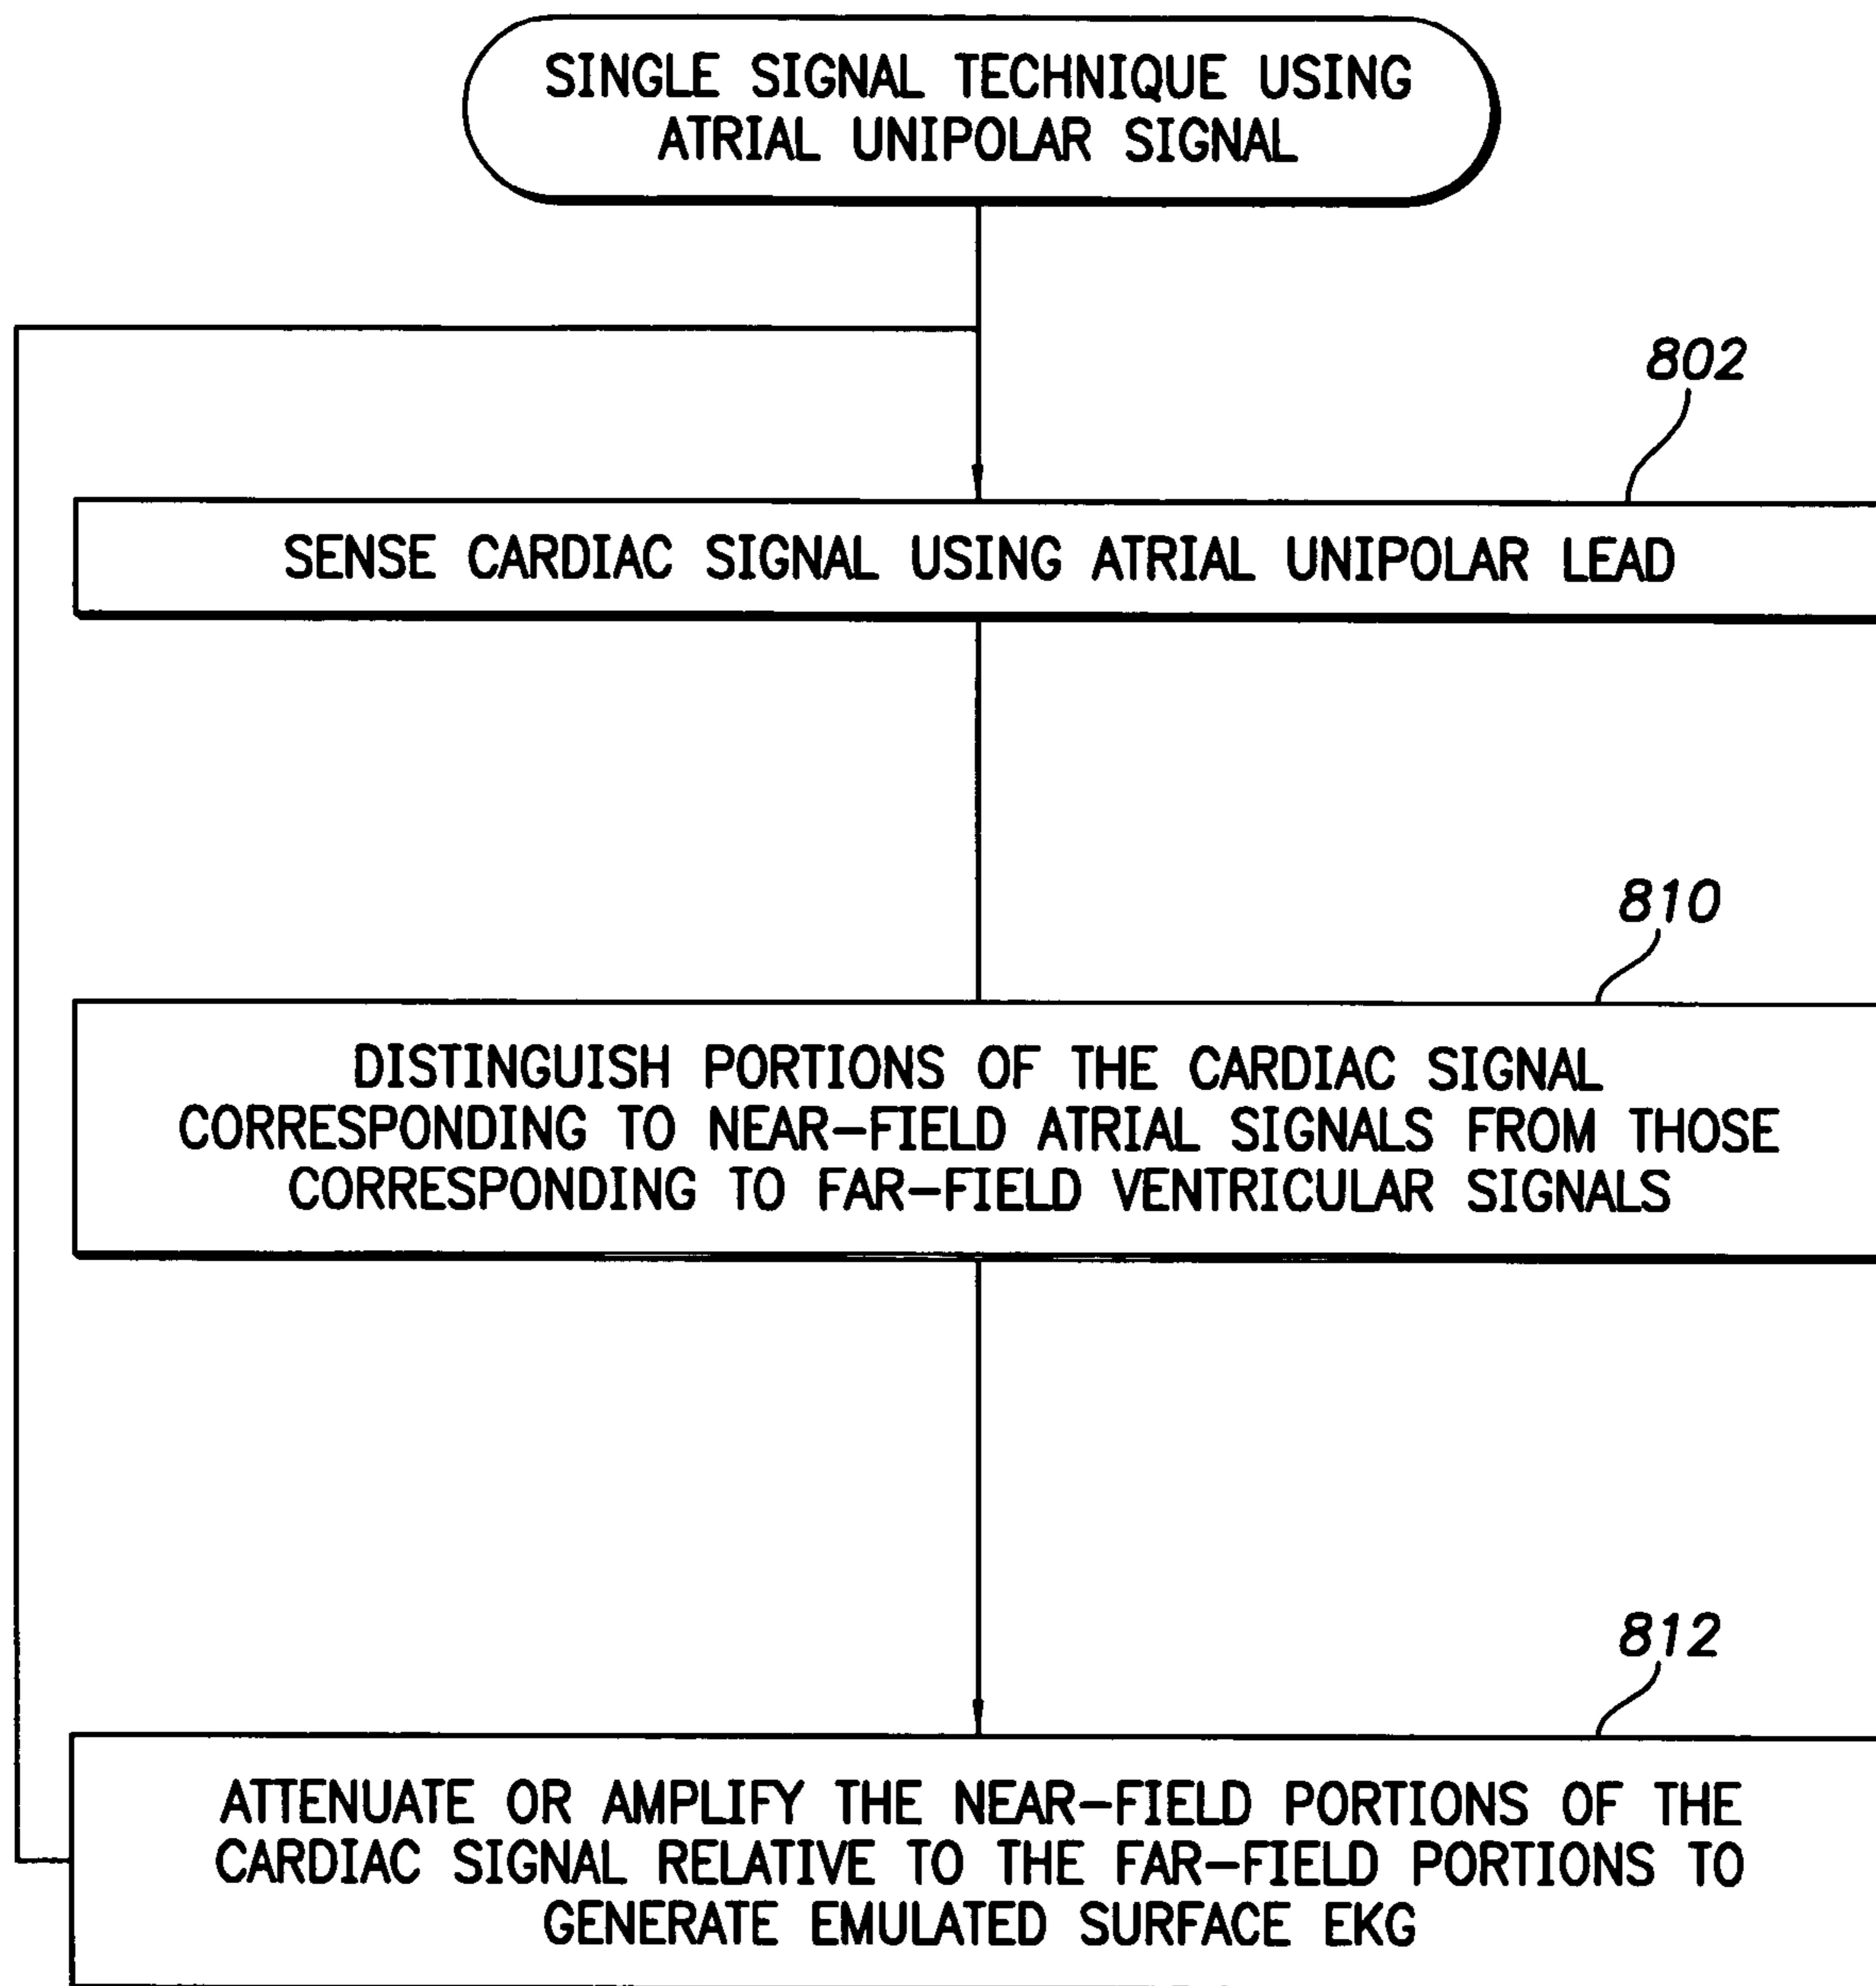 SINGLE SIGNAL TECHNIQUE USING
ATRIAL UNIPOLAR SIGNAL
802
SENSE CARDIAC SIGNAL USING ATRIAL UNIPOLAR LEAD
810
DISTINGUISH PORTIONS OF THE CARDIAC SIGNAL
CORRESPONDING TO NEAR-FIELD ATRIAL SIGNALS FROM THOSE
CORRESPONDING TO FAR-FIELD VENTRICULAR SIGNALS
812
ATTENUATE OR AMPLIFY THE NEAR-FIELD PORTIONS OF THE
CARDIAC SIGNAL RELATIVE TO THE FAR-FIELD PORTIONS TO
GENERATE EMULATED SURFACE EKG